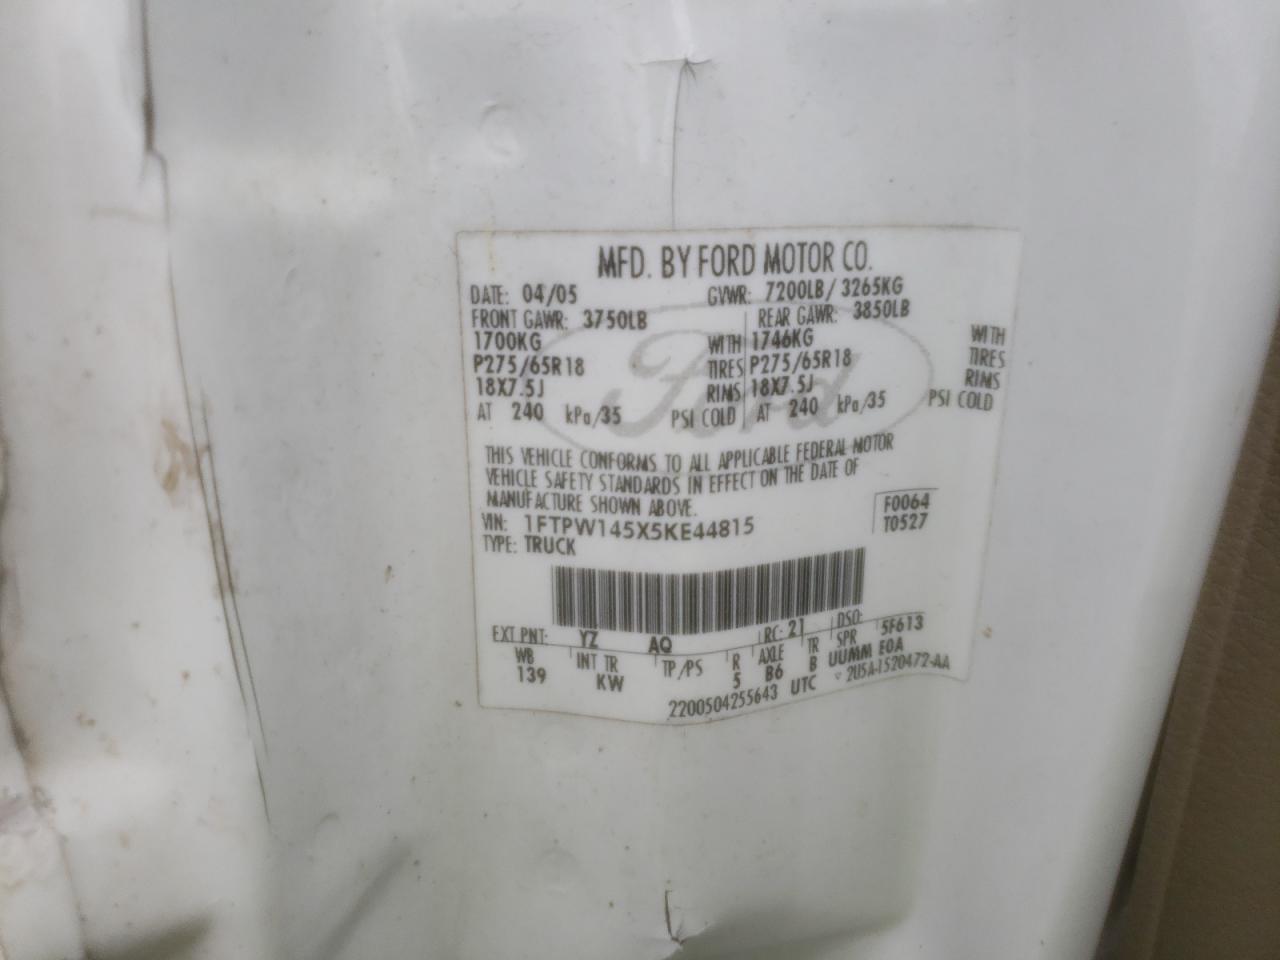 MFD. BY FORD MOTOR CO.
DATE: 04/05 GVWR: 7200LB/ 3265KG
FRONT GAWR: 3750LB REAR GAWR: 3850LB
1700KG WITH 1746KG WITH
P275/65R18 TIRES P275/65R18 TIRES
18X7.5J RIMS 18X7.5J RIMS
AT 240 kPa/35 PSI COLD AT 240 kPa/35 PSI COLD
Ford
THIS VEHICLE CONFORMS TO ALL APPLICABLE FEDERAL MOTOR
VEHICLE SAFETY STANDARDS IN EFFECT ON THE DATE OF
MANUFACTURE SHOWN ABOVE.
F0064
VIN: 1FTPW145X5KE44815 T0527
TYPE: TRUCK
EXT PNT: YZ AQ RC: 21 DSO:
WB INT TR TP/PS R AXLE TR SPR 5F613
139 KW 5 B6 B UUMM E0A
2200504255643 UTC ▽ 2U5A-1520472-AA